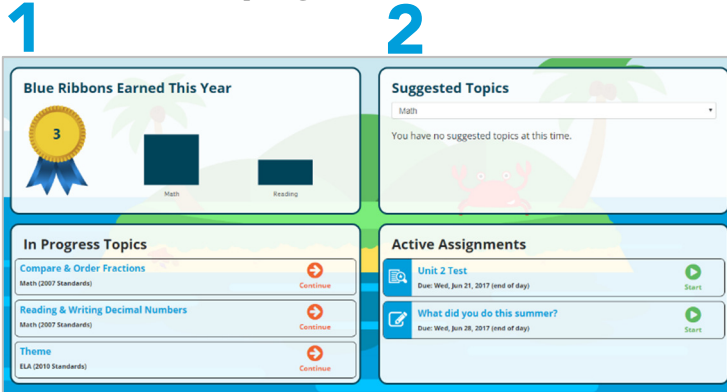 1
2
Blue Ribbons Earned This Year
3
Math
Reading
Suggested Topics
Math
You have no suggested topics at this time.
In Progress Topics
Compare & Order Fractions
Math (2007 Standards)
Continue
Reading & Writing Decimal Numbers
Math (2007 Standards)
Continue
Theme
ELA (2010 Standards)
Continue
Active Assignments
Unit 2 Test
Due: Wed, Jun 21, 2017 (end of day)
Start
What did you do this summer?
Due: Wed, Jun 28, 2017 (end of day)
Start